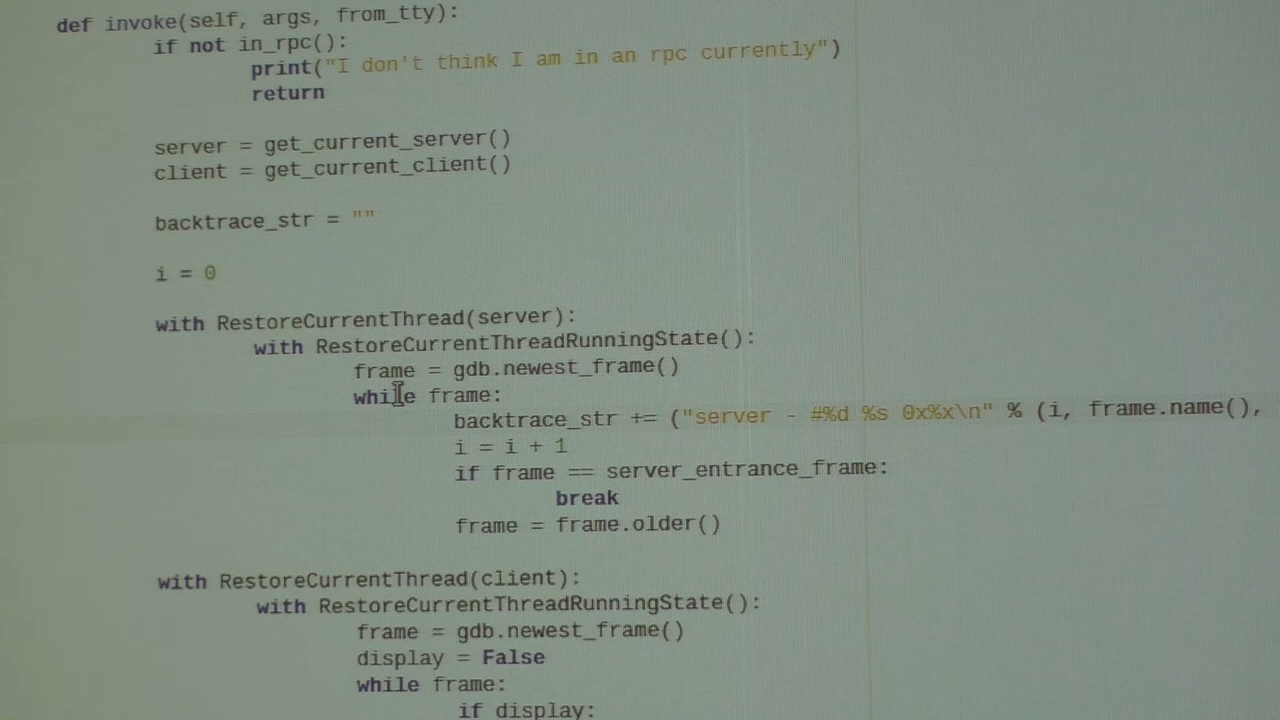 def invoke(self, args, from_tty):
if not in_rpc():
print("I don't think I am in an rpc currently")
return
server = get_current_server()
client = get_current_client()
backtrace_str = ""
i = 0
with RestoreCurrentThread(server):
with RestoreCurrentThreadRunningState():
frame = gdb.newest_frame()
while frame:
backtrace_str += ("server - #%d %s 0x%x\n" % (i, frame.name(),
i = i + 1
if frame == server_entrance_frame:
break
frame = frame.older()
with RestoreCurrentThread(client):
with RestoreCurrentThreadRunningState():
frame = gdb.newest_frame()
display = False
while frame:
if display: